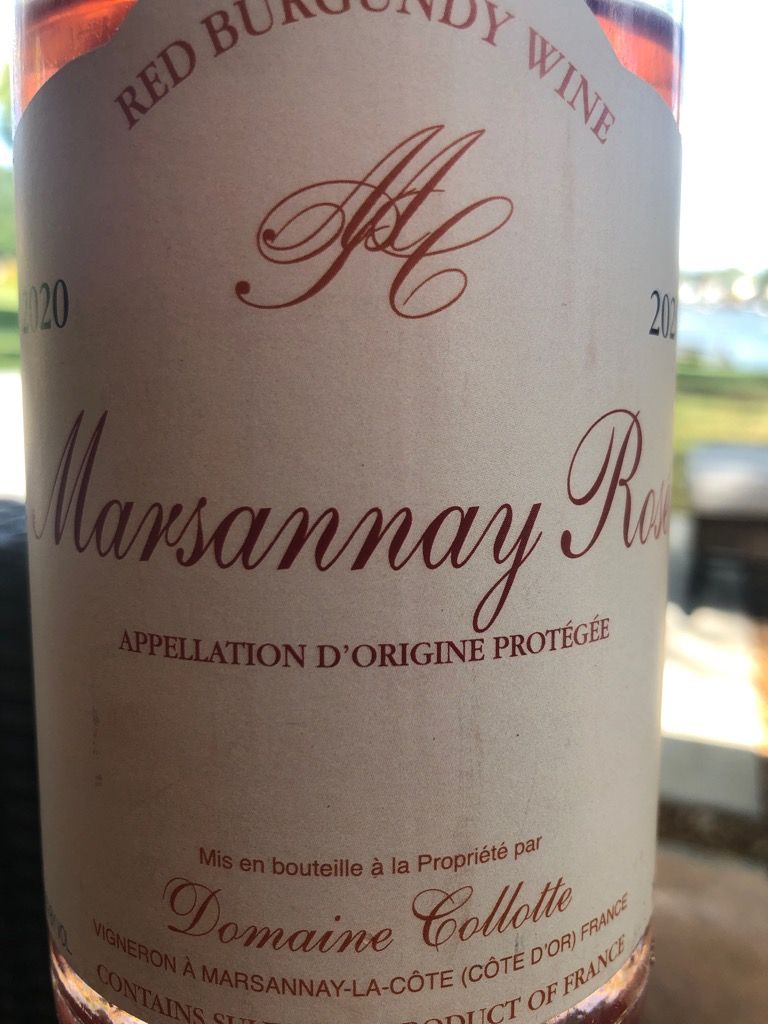 RED BURGUNDY WINE
2020
Marsannay Rosé
APPELLATION D'ORIGINE PROTÉGÉE
Mis en bouteille à la Propriété par
Domaine Collotte
VIGNERON À MARSANNAY-LA-CÔTE (CÔTE D'OR) FRANCE
CONTAINS OF FRANCE